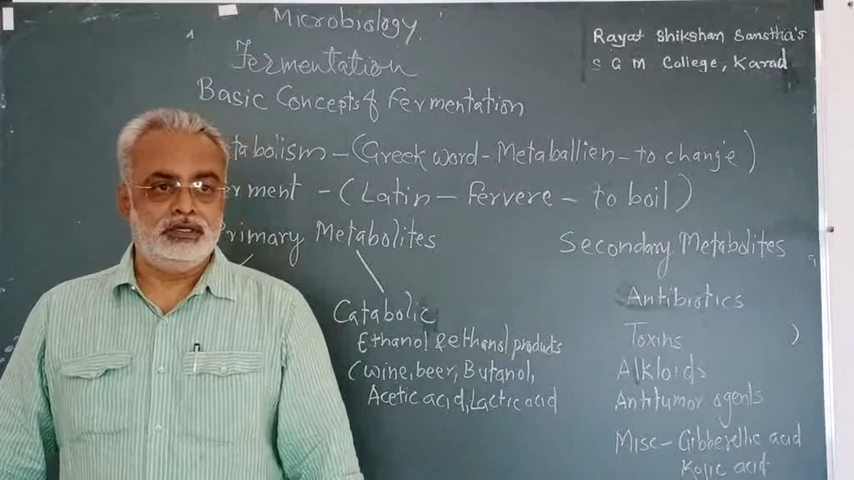 Microbiology
Rayat Shikshan Sanstha's
S G M College, Karad
Fermentation
Basic Concepts of Fermentation
tabolism - (Greek word - Metaballien - to change)
erment - (Latin - Fervere - to boil)
Primary Metabolites
Secondary Metabolites
Catabolic
Ethanol & ethanol products
(wine, beer, Butanol,
Acetic acid, Lactic acid
)
Antibiotics
Toxins
Alkloids
Antitumor agents
Misc - Gibberellic acid
Kojic acid